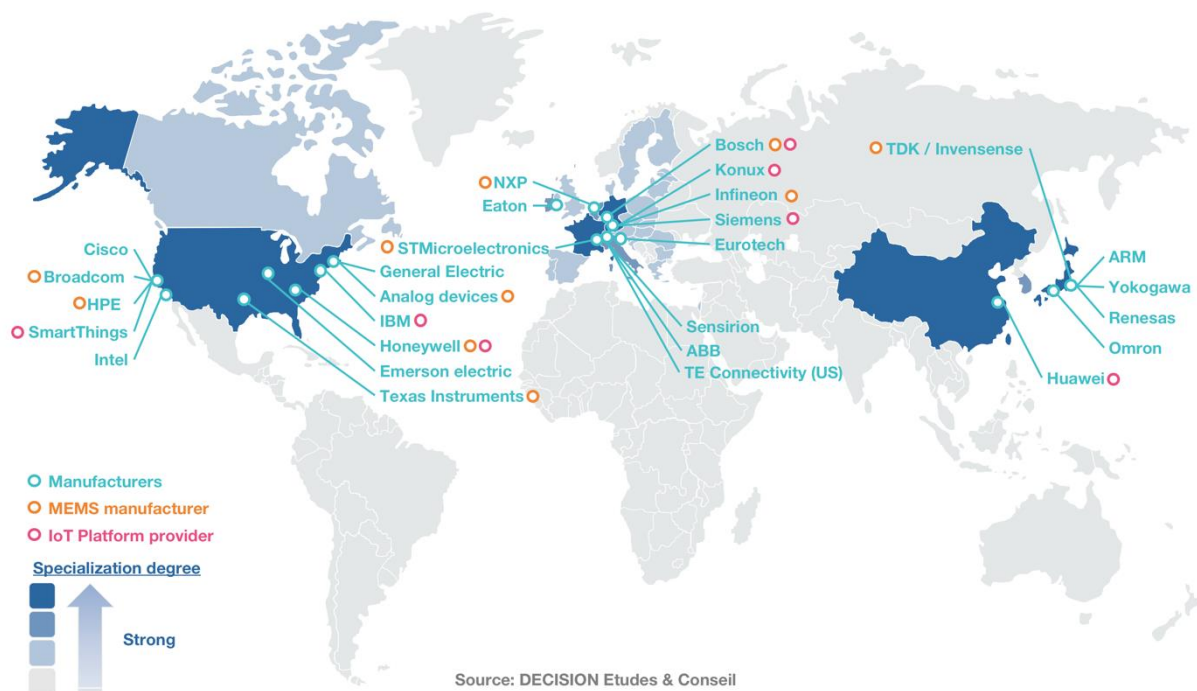 Bosch
Konux
Infineon
Siemens
Eurotech
TDK / Invensense
NXP
Eaton
STMicroelectronics
General Electric
Analog devices
IBM
Honeywell
Emerson electric
Texas Instruments
Cisco
Broadcom
HPE
SmartThings
Intel
Sensirion
ABB
TE Connectivity (US)
ARM
Yokogawa
Renesas
Omron
Huawei
Manufacturers
MEMS manufacturer
IoT Platform provider
Specialization degree
Strong
Source: DECISION Etudes & Conseil